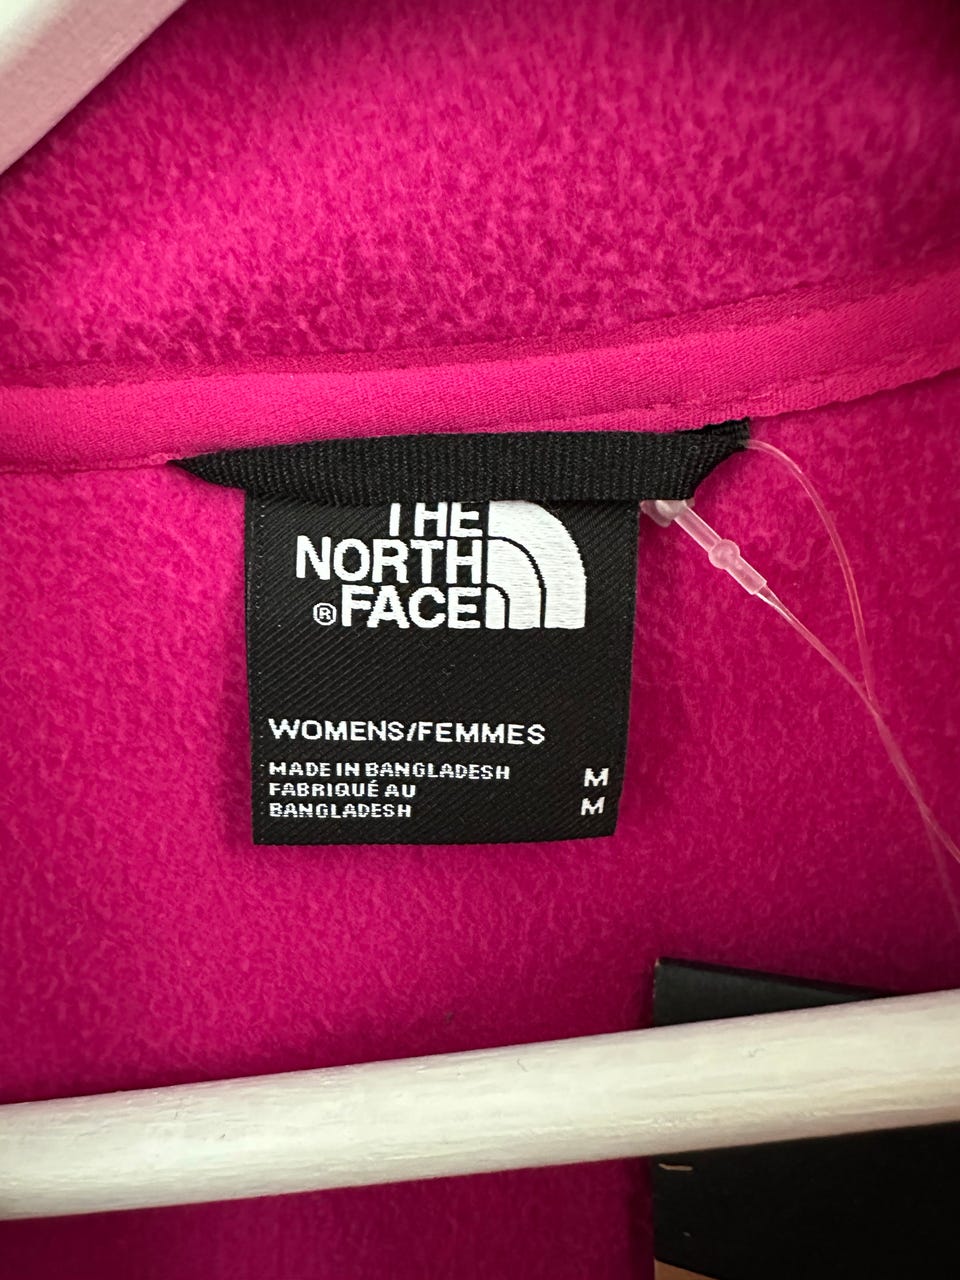 THE
NORTH
® FACE
WOMENS/FEMMES
MADE IN BANGLADESH M
FABRIQUÉ AU
BANGLADESH M